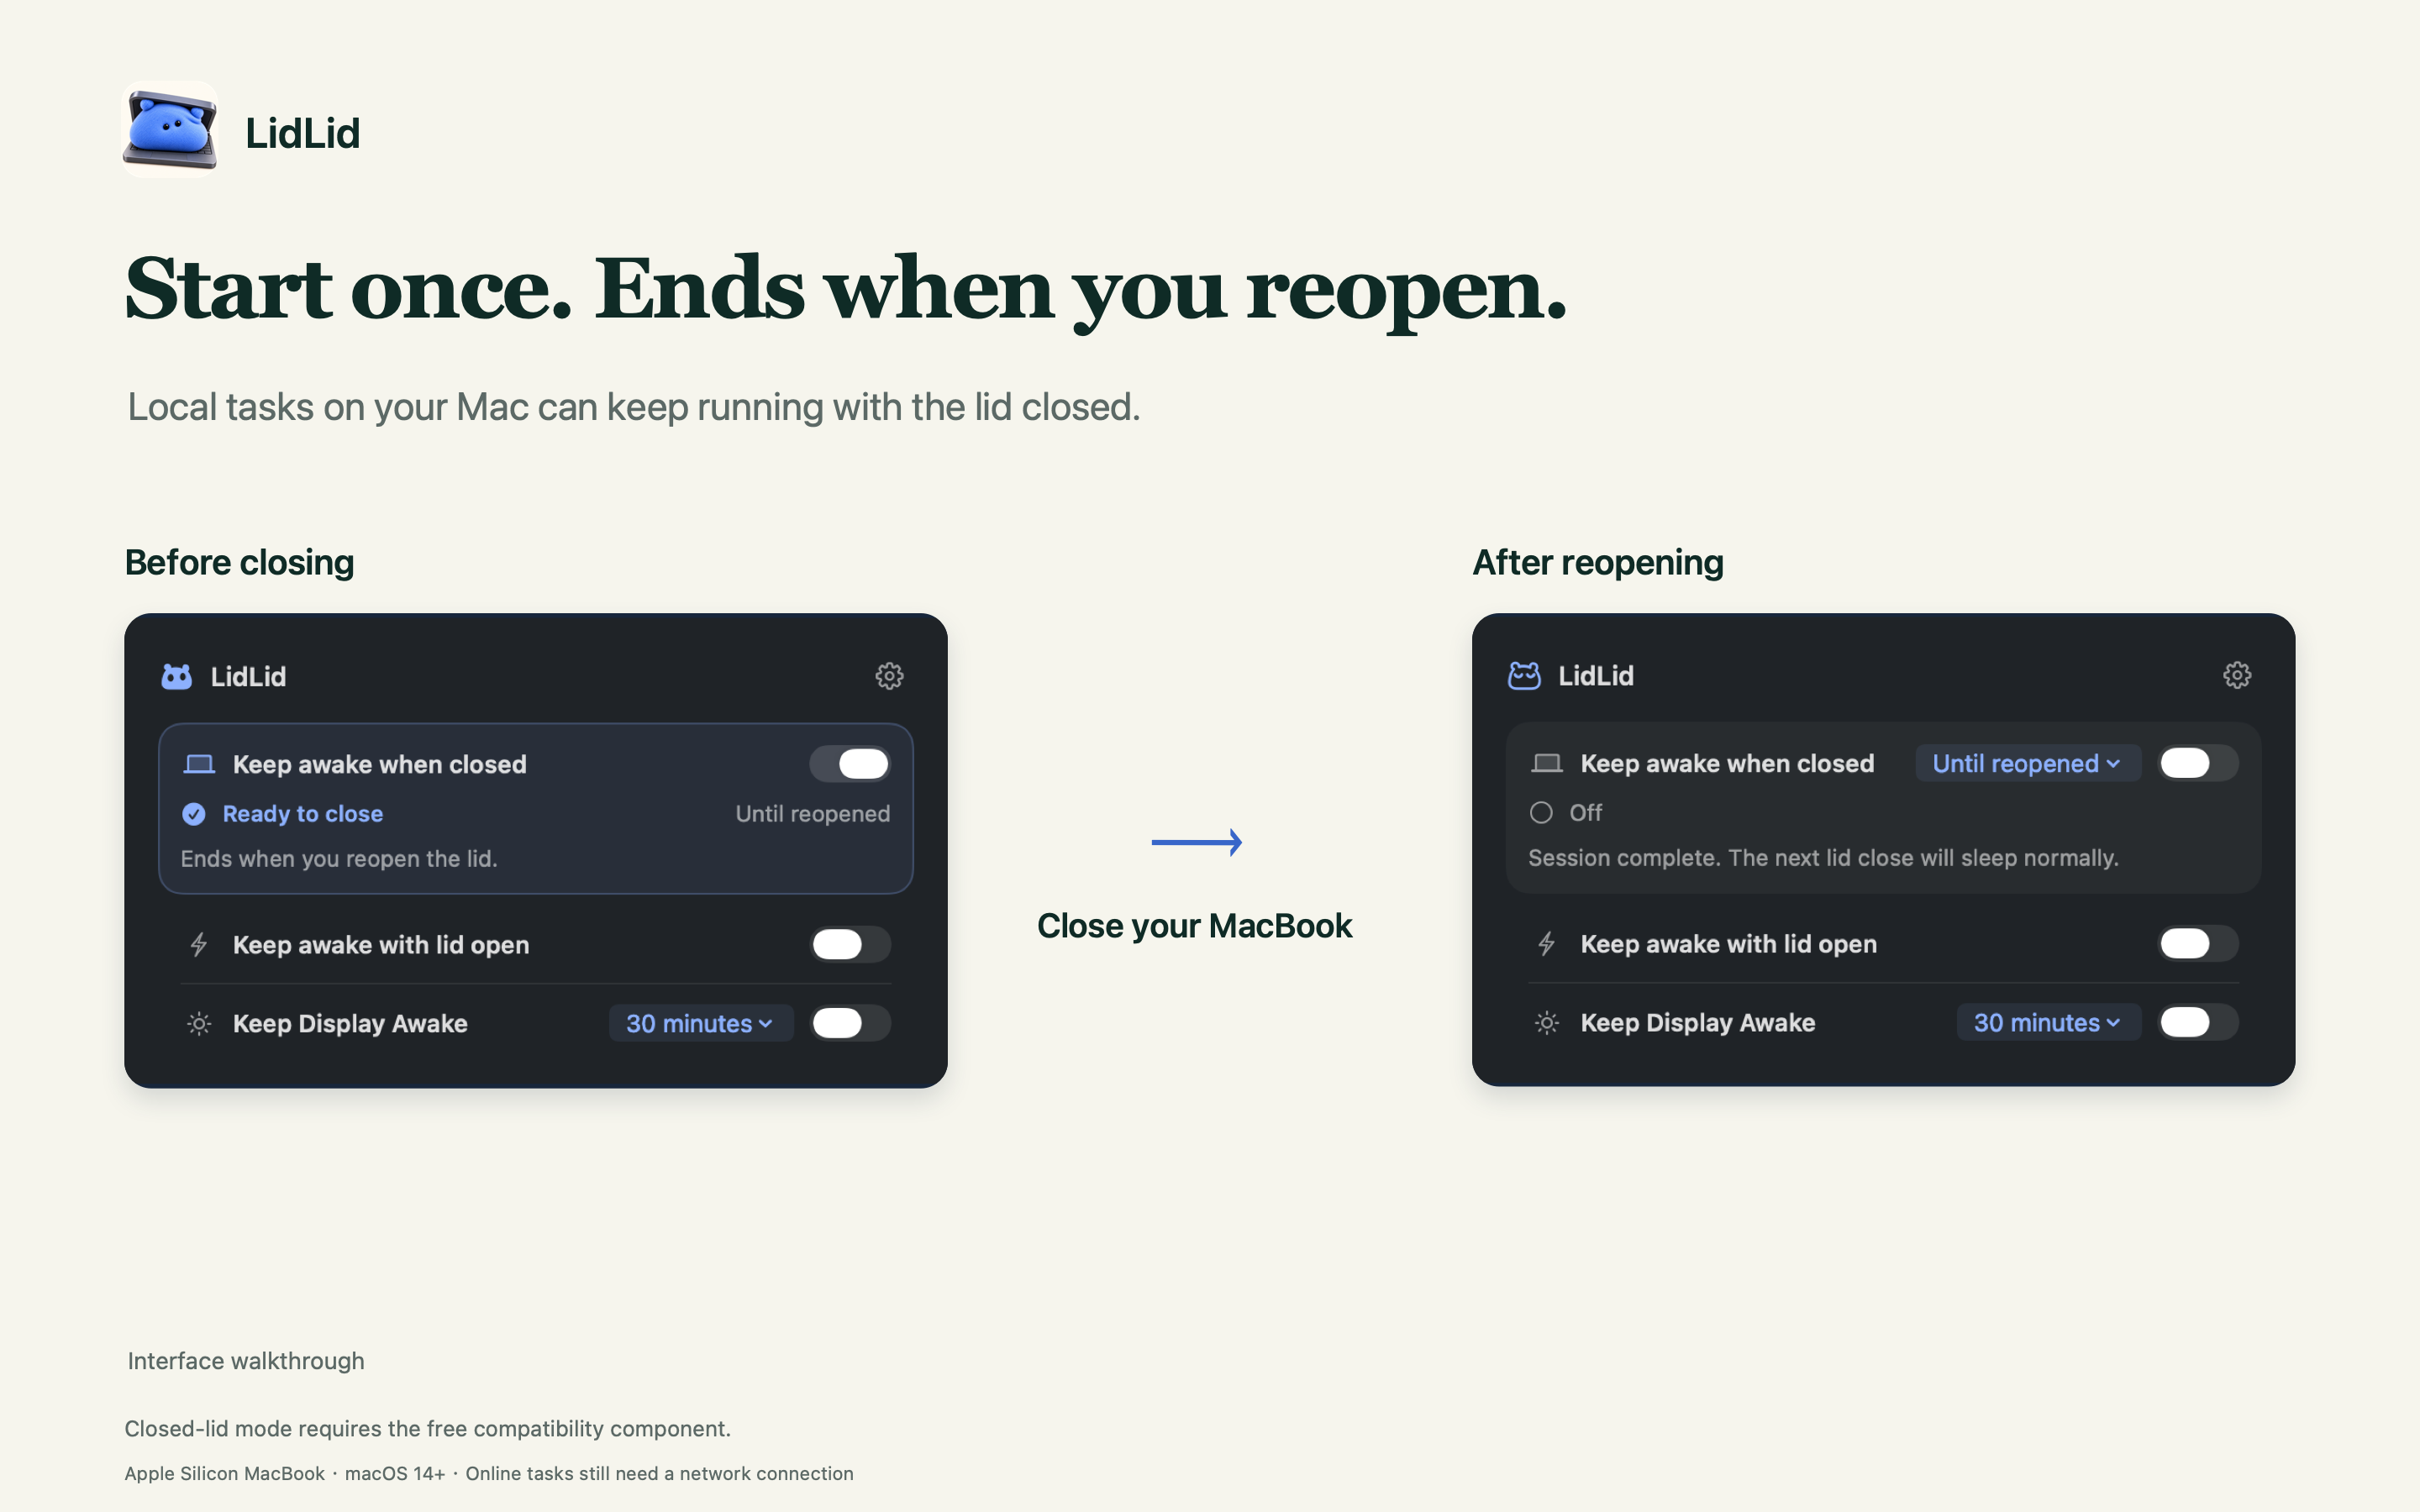 LidLid
Start once. Ends when you reopen.
Local tasks on your Mac can keep running with the lid closed.
Before closing
LidLid
Keep awake when closed
Ready to close
Until reopened
Ends when you reopen the lid.
Keep awake with lid open
Keep Display Awake
30 minutes
Close your MacBook
After reopening
LidLid
Keep awake when closed
Until reopened
Off
Session complete. The next lid close will sleep normally.
Keep awake with lid open
Keep Display Awake
30 minutes
Interface walkthrough
Closed-lid mode requires the free compatibility component.
Apple Silicon MacBook · macOS 14+ · Online tasks still need a network connection